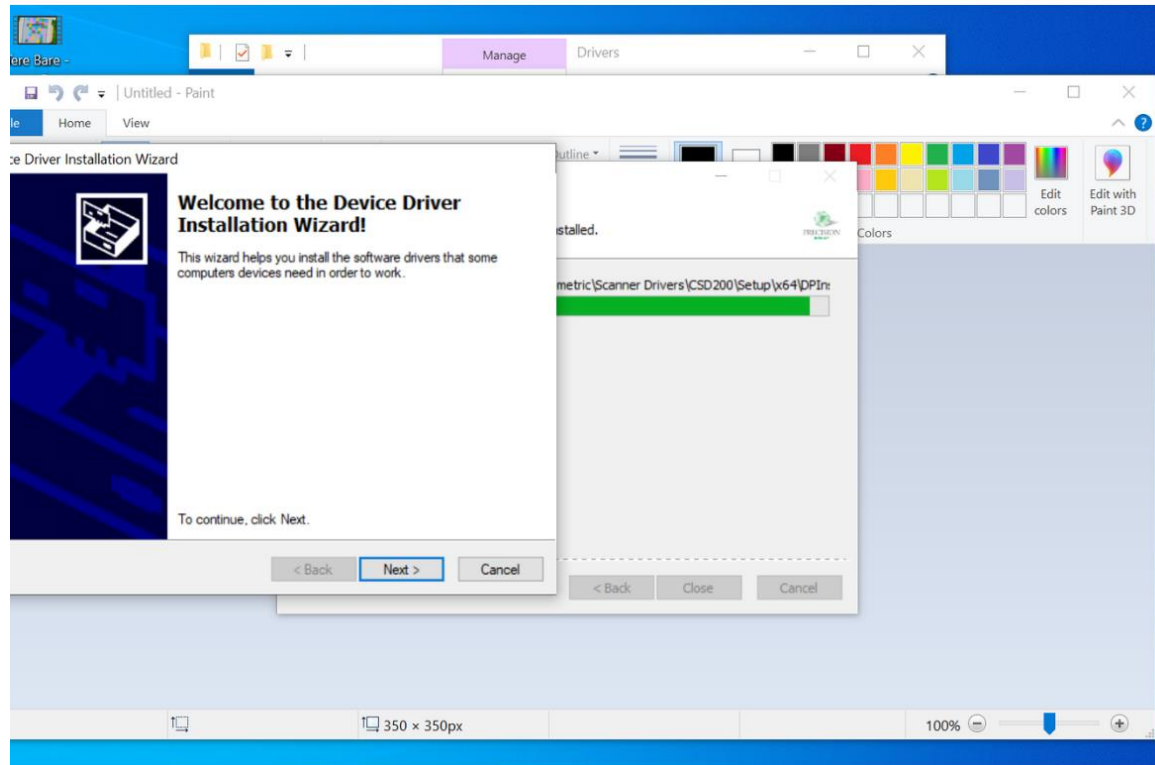 ere Bare -
Manage
Drivers
Untitled - Paint
le
Home
View
ce Driver Installation Wizard
Welcome to the Device Driver
Installation Wizard!
This wizard helps you install the software drivers that some
computers devices need in order to work.
To continue, click Next.
< Back
Next >
Cancel
utline
stalled.
PRECISION
metric\Scanner Drivers\CSD200\Setup\x64\DPIn
< Back
Close
Cancel
Colors
Edit
colors
Edit with
Paint 3D
350 × 350px
100%